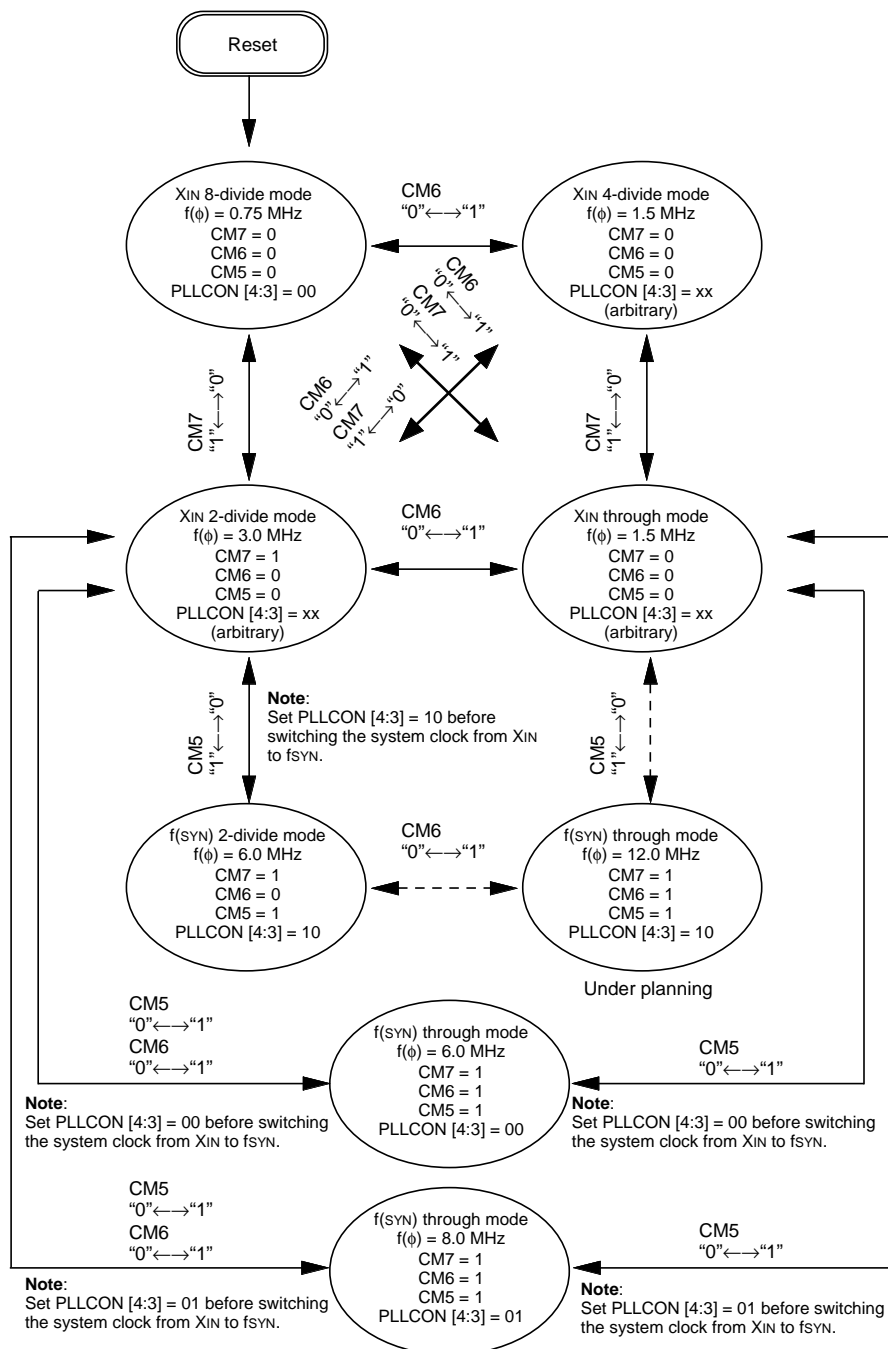 Reset
XIN 8-divide mode
f(ϕ) = 0.75 MHz
CM7 = 0
CM6 = 0
CM5 = 0
PLLCON [4:3] = 00
CM6
“0”←→“1”
XIN 4-divide mode
f(ϕ) = 1.5 MHz
CM7 = 0
CM6 = 0
CM5 = 0
PLLCON [4:3] = xx
(arbitrary)
CM6
“0”←→“1”
CM7
“0”←→“1”
CM6
“0”←→“1”
CM7
“1”←→“0”
CM7
“1”←→“0”
CM7
“1”←→“0”
XIN 2-divide mode
f(ϕ) = 3.0 MHz
CM7 = 1
CM6 = 0
CM5 = 0
PLLCON [4:3] = xx
(arbitrary)
CM6
“0”←→“1”
XIN through mode
f(ϕ) = 1.5 MHz
CM7 = 0
CM6 = 0
CM5 = 0
PLLCON [4:3] = xx
(arbitrary)
CM5
“1”←→“0”
Note:
Set PLLCON [4:3] = 10 before
switching the system clock from XIN
to fSYN.
CM5
“1”←→“0”
f(SYN) 2-divide mode
f(ϕ) = 6.0 MHz
CM7 = 1
CM6 = 0
CM5 = 1
PLLCON [4:3] = 10
CM6
“0”←→“1”
f(SYN) through mode
f(ϕ) = 12.0 MHz
CM7 = 1
CM6 = 1
CM5 = 1
PLLCON [4:3] = 10
Under planning
CM5
“0”←→“1”
CM6
“0”←→“1”
f(SYN) through mode
f(ϕ) = 6.0 MHz
CM7 = 1
CM6 = 1
CM5 = 1
PLLCON [4:3] = 00
CM5
“0”←→“1”
Note:
Set PLLCON [4:3] = 00 before switching
the system clock from XIN to fSYN.
Note:
Set PLLCON [4:3] = 00 before switching
the system clock from XIN to fSYN.
CM5
“0”←→“1”
CM6
“0”←→“1”
f(SYN) through mode
f(ϕ) = 8.0 MHz
CM7 = 1
CM6 = 1
CM5 = 1
PLLCON [4:3] = 01
CM5
“0”←→“1”
Note:
Set PLLCON [4:3] = 01 before switching
the system clock from XIN to fSYN.
Note:
Set PLLCON [4:3] = 01 before switching
the system clock from XIN to fSYN.